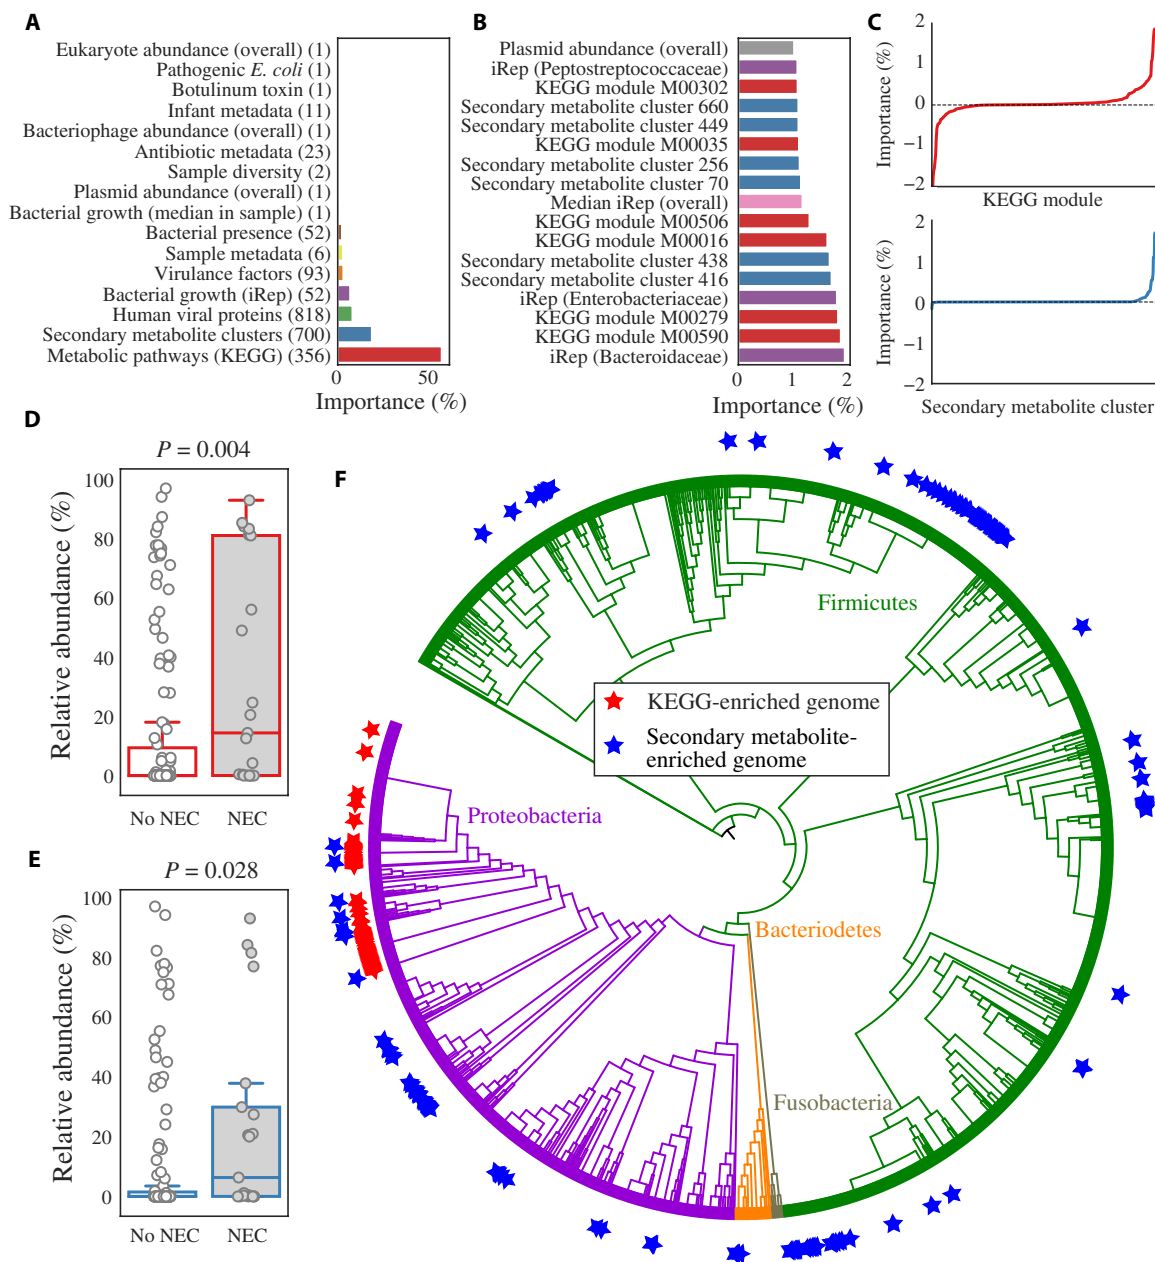 A
Eukaryote abundance (overall) (1)
Pathogenic E. coli (1)
Botulinum toxin (1)
Infant metadata (11)
Bacteriophage abundance (overall) (1)
Antibiotic metadata (23)
Sample diversity (2)
Plasmid abundance (overall) (1)
Bacterial growth (median in sample) (1)
Bacterial presence (52)
Sample metadata (6)
Virulance factors (93)
Bacterial growth (iRep) (52)
Human viral proteins (818)
Secondary metabolite clusters (700)
Metabolic pathways (KEGG) (356)
0 50
Importance (%)
B
Plasmid abundance (overall)
iRep (Peptostreptococcaceae)
KEGG module M00302
Secondary metabolite cluster 660
Secondary metabolite cluster 449
KEGG module M00035
Secondary metabolite cluster 256
Secondary metabolite cluster 70
Median iRep (overall)
KEGG module M00506
KEGG module M00016
Secondary metabolite cluster 438
Secondary metabolite cluster 416
iRep (Enterobacteriaceae)
KEGG module M00279
KEGG module M00590
iRep (Bacteroidaceae)
0 1 2
Importance (%)
C
Importance (%)
2
1
0
−1
−2
KEGG module
Importance (%)
2
1
0
−1
−2
Secondary metabolite cluster
D
P = 0.004
Relative abundance (%)
100
80
60
40
20
0
No NEC NEC
E
P = 0.028
Relative abundance (%)
100
80
60
40
20
0
No NEC NEC
F
Firmicutes
KEGG-enriched genome
Secondary metabolite-
enriched genome
Proteobacteria
Bacteriodetes
Fusobacteria